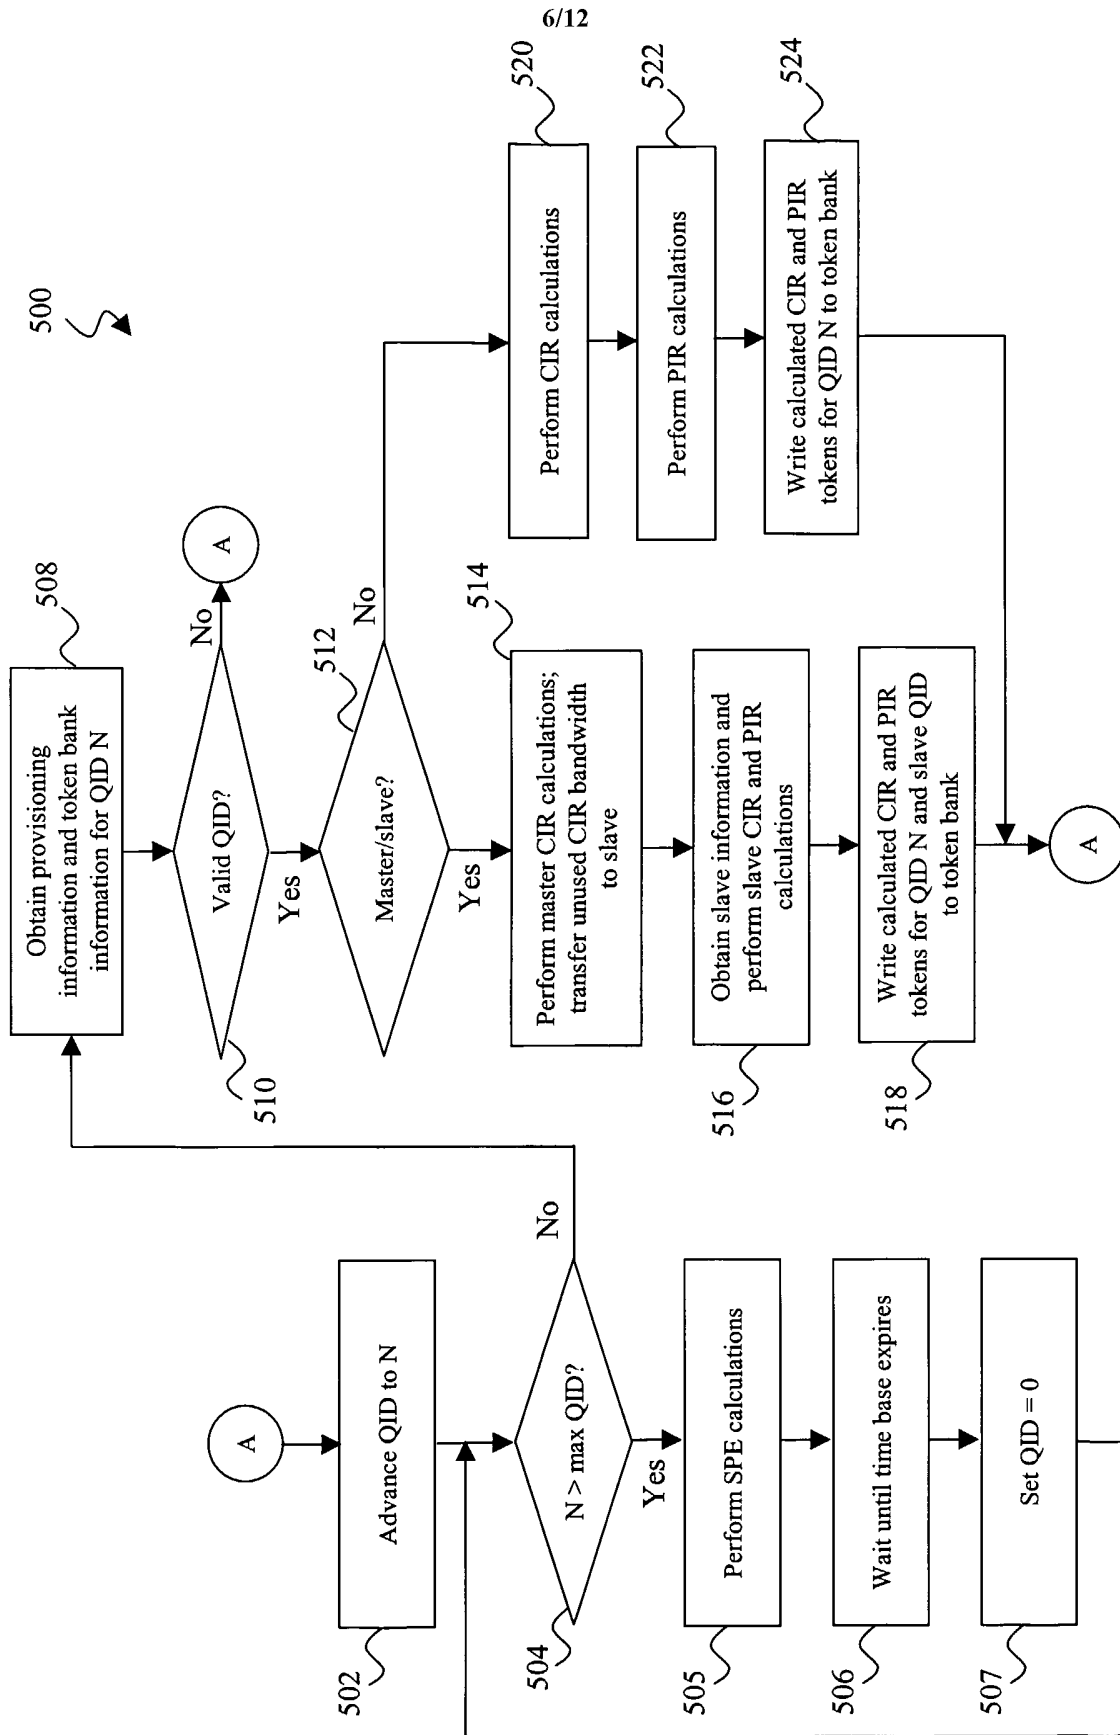 6/12
500
A
502
Advance QID to N
504
N > max QID?
No
Yes
505
Perform SPE calculations
506
Wait until time base expires
507
Set QID = 0
508
Obtain provisioning
information and token bank
information for QID N
510
Valid QID?
No
A
Yes
512
Master/slave?
No
Yes
514
Perform master CIR calculations;
transfer unused CIR bandwidth
to slave
516
Obtain slave information and
perform slave CIR and PIR
calculations
518
Write calculated CIR and PIR
tokens for QID N and slave QID
to token bank
520
Perform CIR calculations
522
Perform PIR calculations
524
Write calculated CIR and PIR
tokens for QID N to token bank
A